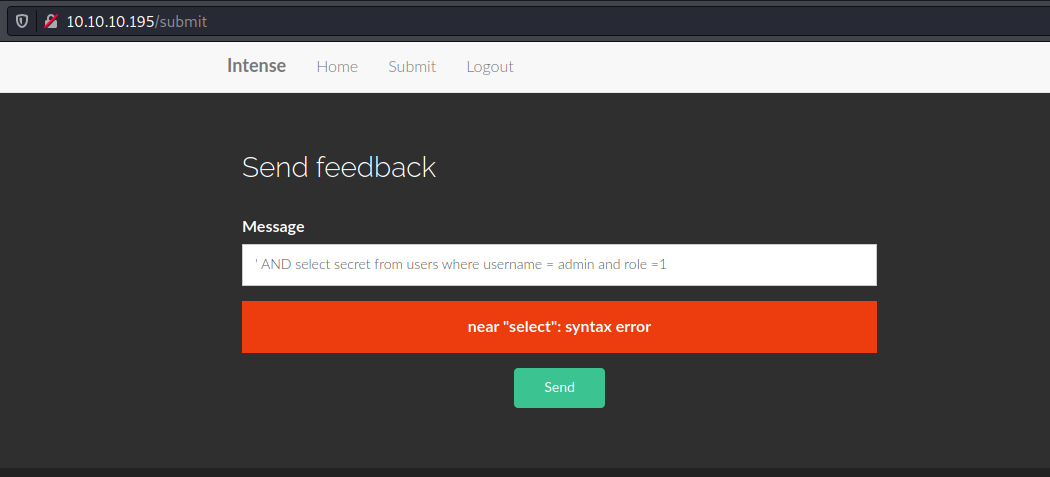 10.10.10.195/submit
Intense Home Submit Logout
Send feedback
Message
' AND select secret from users where username = admin and role =1
near "select": syntax error
Send